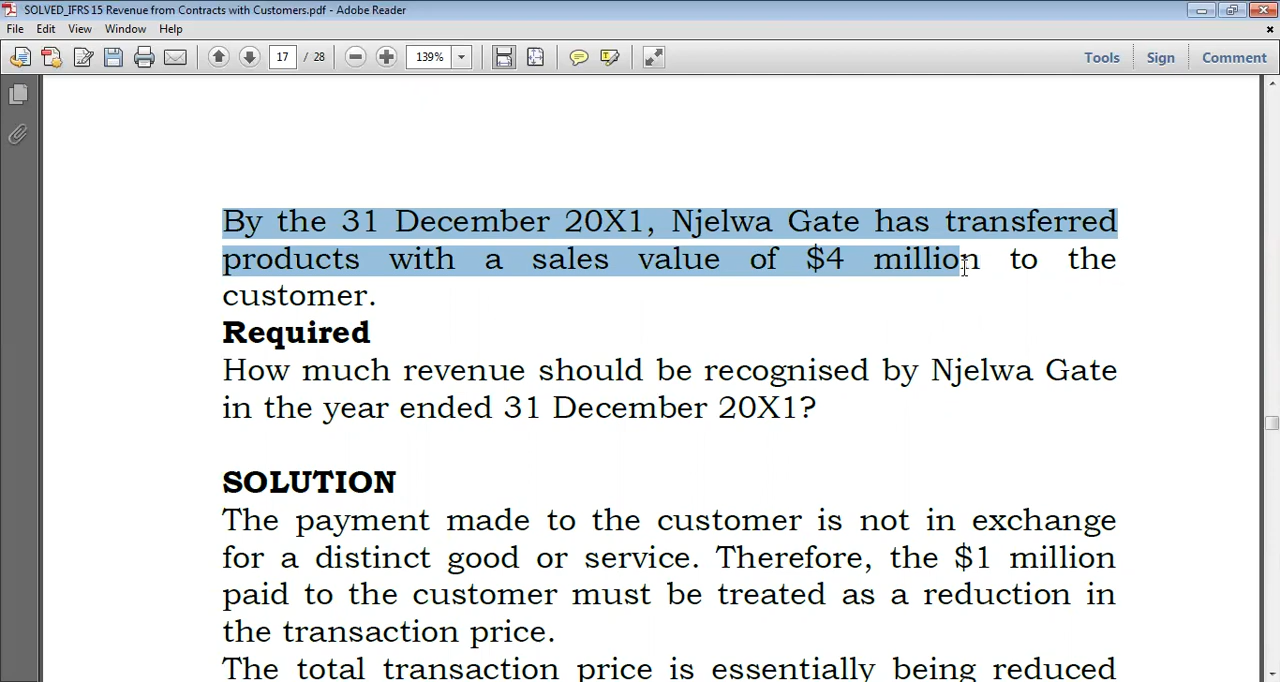 SOLVED_IFRS 15 Revenue from Contracts with Customers.pdf - Adobe Reader
File Edit View Window Help
17 / 28 139% Tools Sign Comment
By the 31 December 20X1, Njelwa Gate has transferred
products with a sales value of $4 million to the
customer.
Required
How much revenue should be recognised by Njelwa Gate
in the year ended 31 December 20X1?
SOLUTION
The payment made to the customer is not in exchange
for a distinct good or service. Therefore, the $1 million
paid to the customer must be treated as a reduction in
the transaction price.
The total transaction price is essentially being reduced